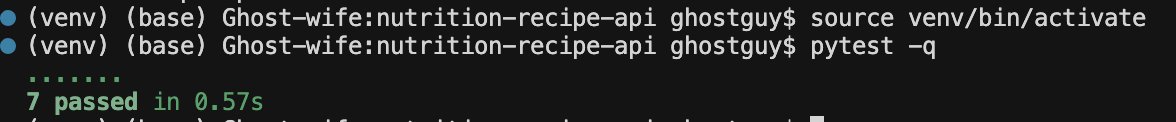 (venv) (base) Ghost-wife:nutrition-recipe-api ghostguy$ source venv/bin/activate
(venv) (base) Ghost-wife:nutrition-recipe-api ghostguy$ pytest -q
.......
7 passed in 0.57s